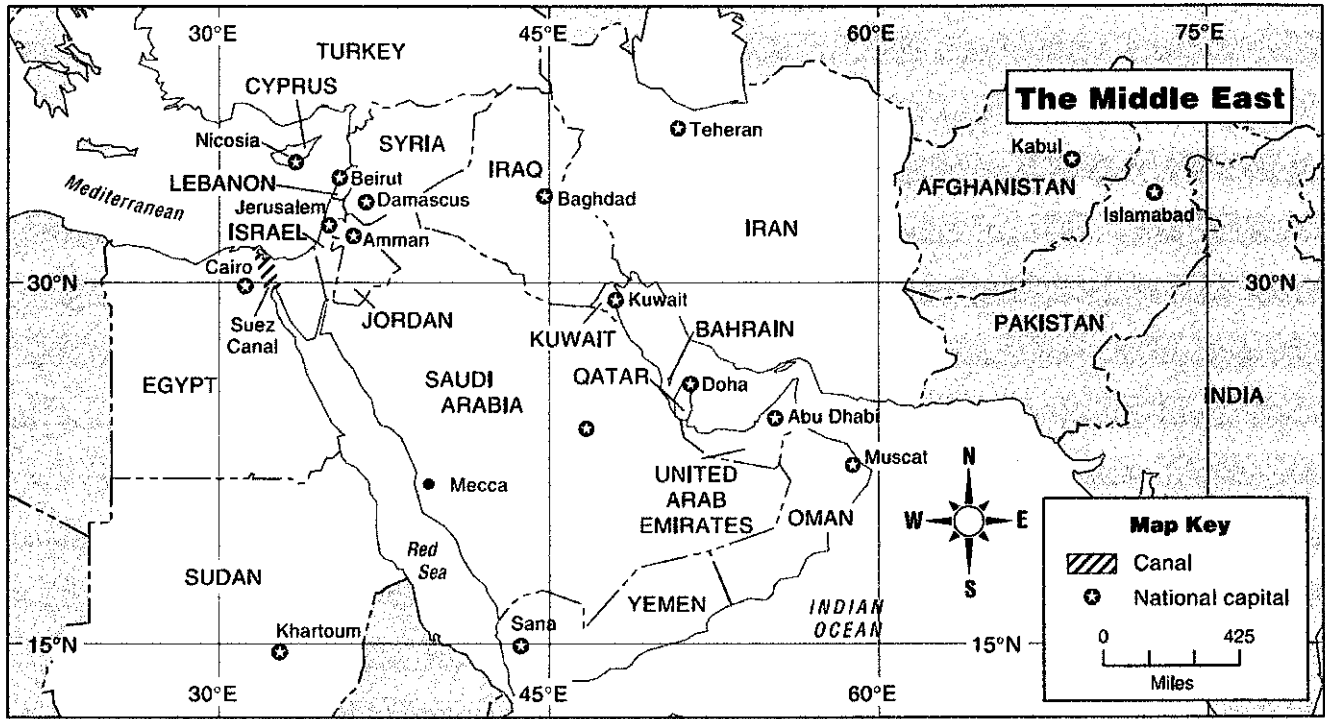 30°E
45°E
60°E
75°E
TURKEY
The Middle East
CYPRUS
Nicosia
Teheran
SYRIA
Kabul
IRAQ
LEBANON
Beirut
AFGHANISTAN
Mediterranean
Damascus
Baghdad
Islamabad
Jerusalem
ISRAEL
Amman
IRAN
Cairo
30°N
30°N
Kuwait
Suez
Canal
JORDAN
KUWAIT
BAHRAIN
PAKISTAN
EGYPT
SAUDI
ARABIA
QATAR
Doha
INDIA
Abu Dhabi
Muscat
N
Mecca
UNITED
ARAB
EMIRATES
OMAN
W
E
S
Map Key
Canal
National capital
0
425
Miles
Red
Sea
SUDAN
YEMEN
INDIAN
OCEAN
Khartoum
Sana
15°N
15°N
30°E
45°E
60°E